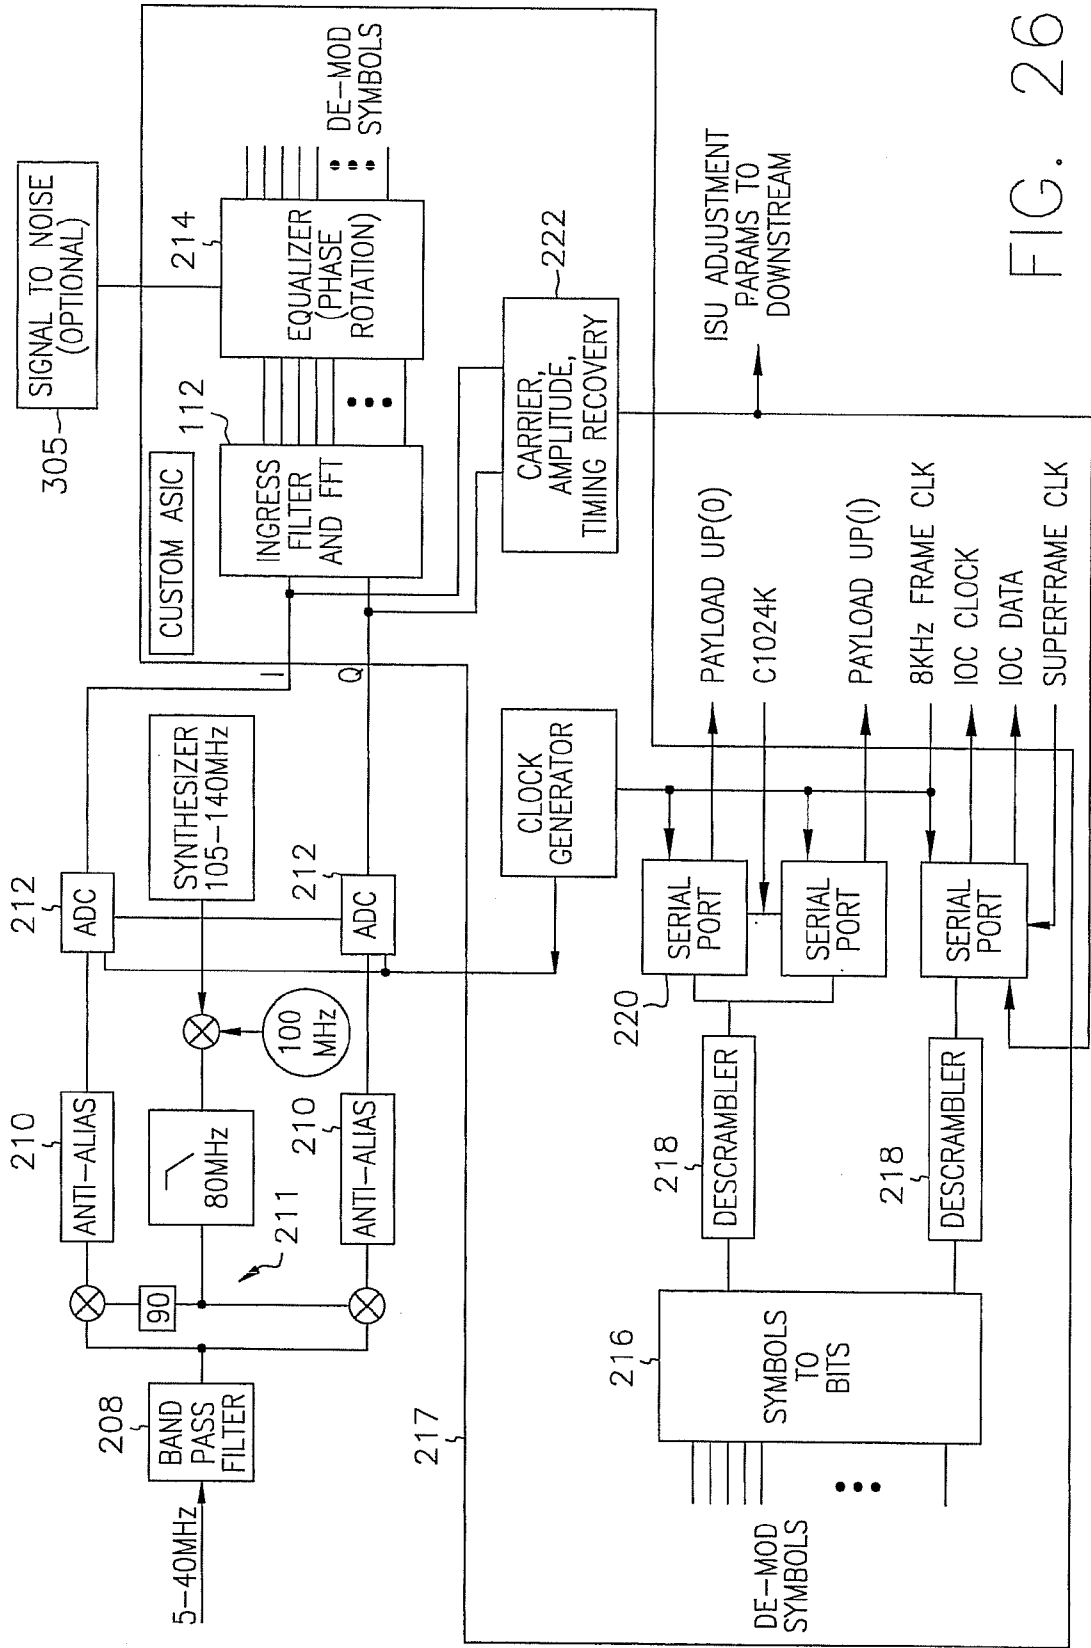 5-40MHz
208
BAND
PASS
FILTER
90
211
210
ANTI-ALIAS
80MHz
210
ANTI-ALIAS
100
MHz
212
ADC
SYNTHESIZER
105-140MHz
212
ADC
I
Q
CUSTOM ASIC
112
INGRESS
FILTER
AND FFT
214
EQUALIZER
(PHASE
ROTATION)
DE-MOD
SYMBOLS
305
SIGNAL TO NOISE
(OPTIONAL)
222
CARRIER,
AMPLITUDE,
TIMING RECOVERY
ISU ADJUSTMENT
PARAMS TO
DOWNSTREAM
CLOCK
GENERATOR
217
DE-MOD
SYMBOLS
216
SYMBOLS
TO
BITS
218
DESCRAMBLER
218
DESCRAMBLER
220
SERIAL
PORT
SERIAL
PORT
SERIAL
PORT
PAYLOAD UP(0)
C1024K
PAYLOAD UP(1)
8KHz FRAME CLK
IOC CLOCK
IOC DATA
SUPERFRAME CLK
FIG. 26